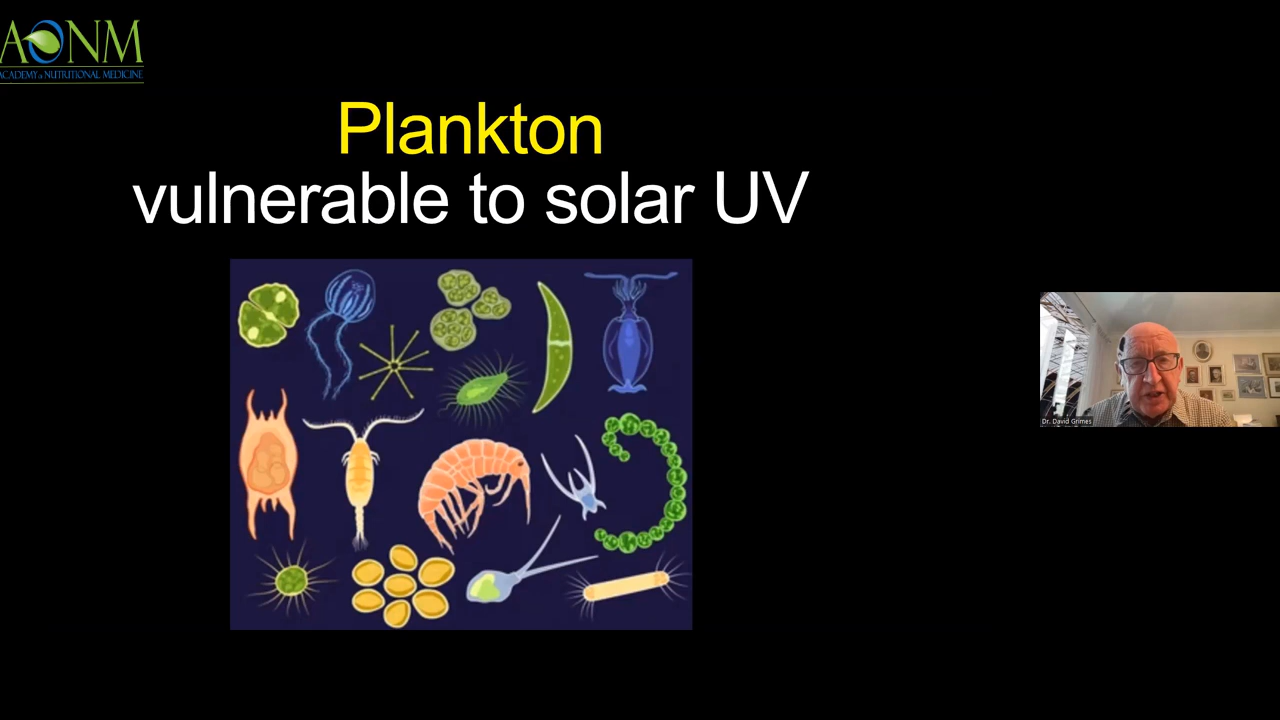 AONM
ACADEMY of NUTRITIONAL MEDICINE
Plankton
vulnerable to solar UV
Dr. David Grimes